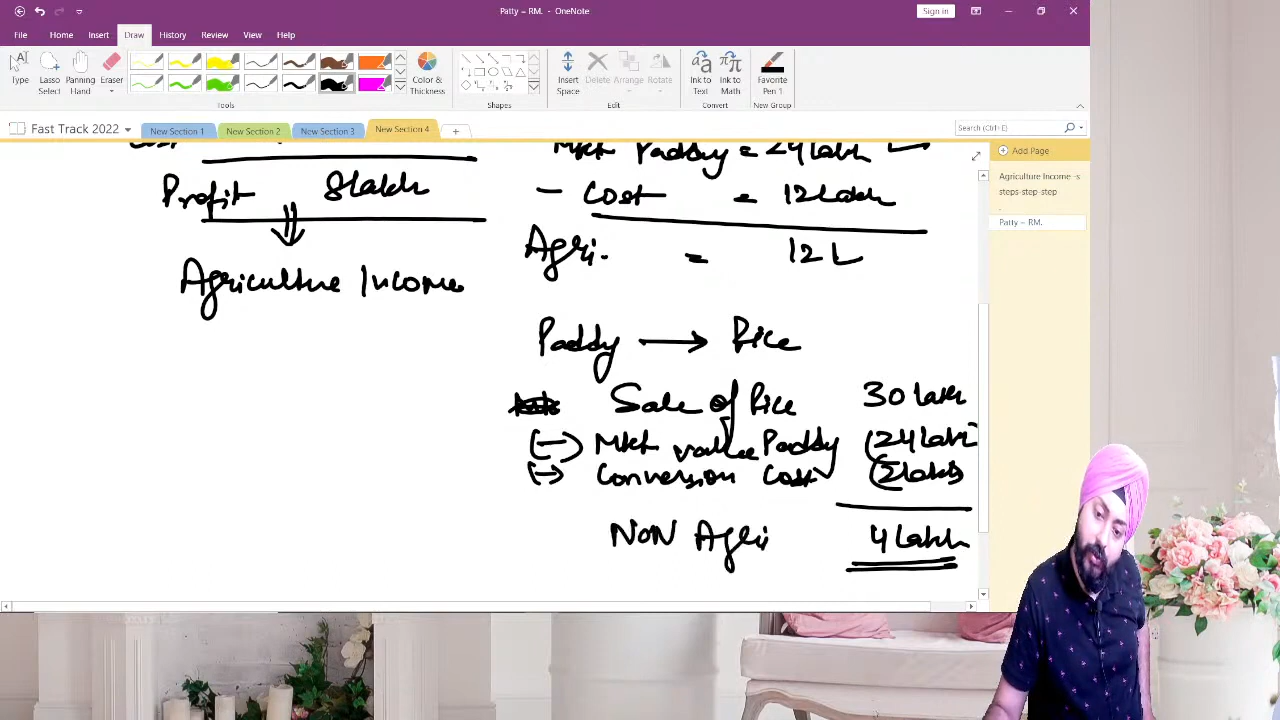 Patty = RM. - OneNote
Sign in
File Home Insert Draw History Review View Help
Type
Lasso Select
Panning Hand
Eraser
Color & Thickness
Insert Space
Delete
Arrange
Rotate
Ink to Text
Ink to Math
Favorite Pen 1
Tools
Shapes
Edit
Convert
New Group
Fast Track 2022
New Section 1
New Section 2
New Section 3
New Section 4
Search (Ctrl+E)
Add Page
Agriculture Income -s
steps-step-step
.
Patty = RM.
Cost
Profit 8 lakh
Agriculture Income
Mkt Paddy = 24 lakh
- Cost = 12 lakh
Agri. = 12 L
Paddy → Rice
Sale of Rice 30 lakh
(-) Mkt value Paddy (24 lakh)
(-) Conversion Cost (2 lakh)
NON Agri 4 lakh